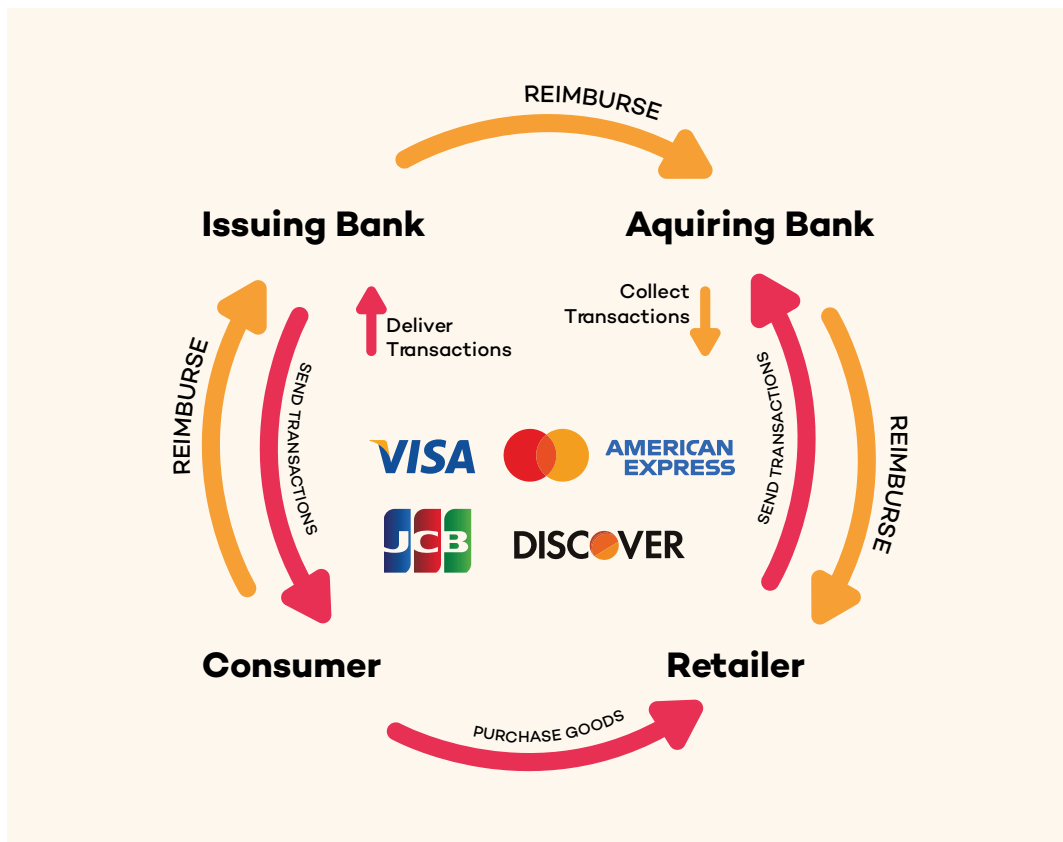 REIMBURSE
Issuing Bank
Aquiring Bank
Collect
Transactions
Deliver
Transactions
REIMBURSE
SEND TRANSACTIONS
SEND TRANSACTIONS
REIMBURSE
VISA
AMERICAN
EXPRESS
JCB
DISCOVER
Consumer
Retailer
PURCHASE GOODS